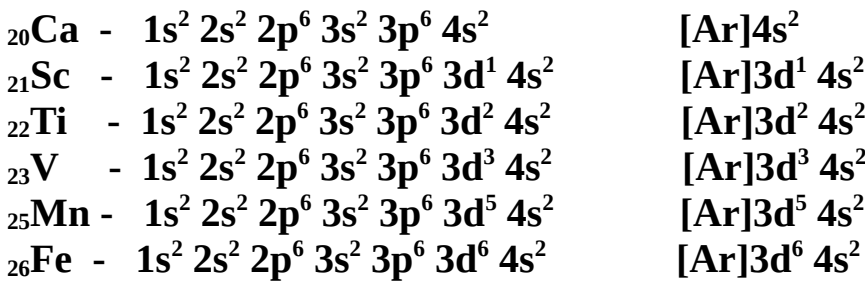 ₂₀Ca - 1s² 2s² 2p⁶ 3s² 3p⁶ 4s² [Ar]4s²
₂₁Sc - 1s² 2s² 2p⁶ 3s² 3p⁶ 3d¹ 4s² [Ar]3d¹ 4s²
₂₂Ti - 1s² 2s² 2p⁶ 3s² 3p⁶ 3d² 4s² [Ar]3d² 4s²
₂₃V - 1s² 2s² 2p⁶ 3s² 3p⁶ 3d³ 4s² [Ar]3d³ 4s²
₂₅Mn - 1s² 2s² 2p⁶ 3s² 3p⁶ 3d⁵ 4s² [Ar]3d⁵ 4s²
₂₆Fe - 1s² 2s² 2p⁶ 3s² 3p⁶ 3d⁶ 4s² [Ar]3d⁶ 4s²